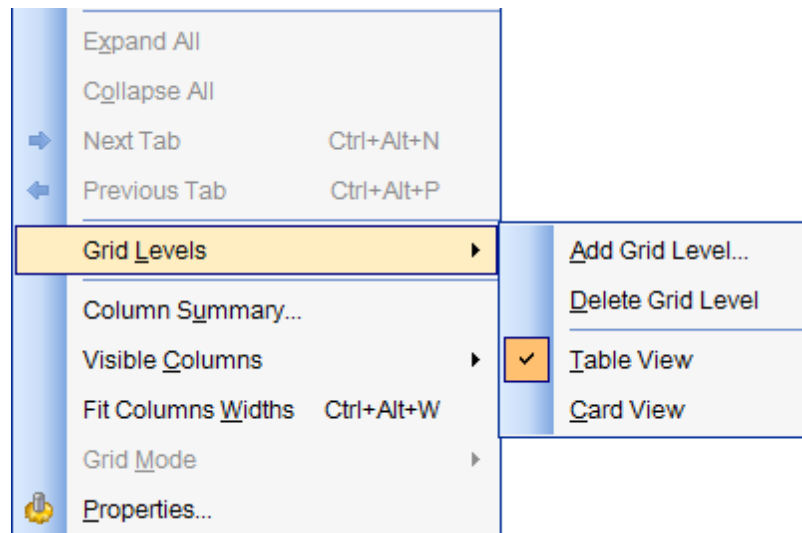 Expand All
Collapse All
Next Tab Ctrl+Alt+N
Previous Tab Ctrl+Alt+P
Grid Levels
Column Summary...
Visible Columns
Fit Columns Widths Ctrl+Alt+W
Grid Mode
Properties...
Add Grid Level...
Delete Grid Level
Table View
Card View